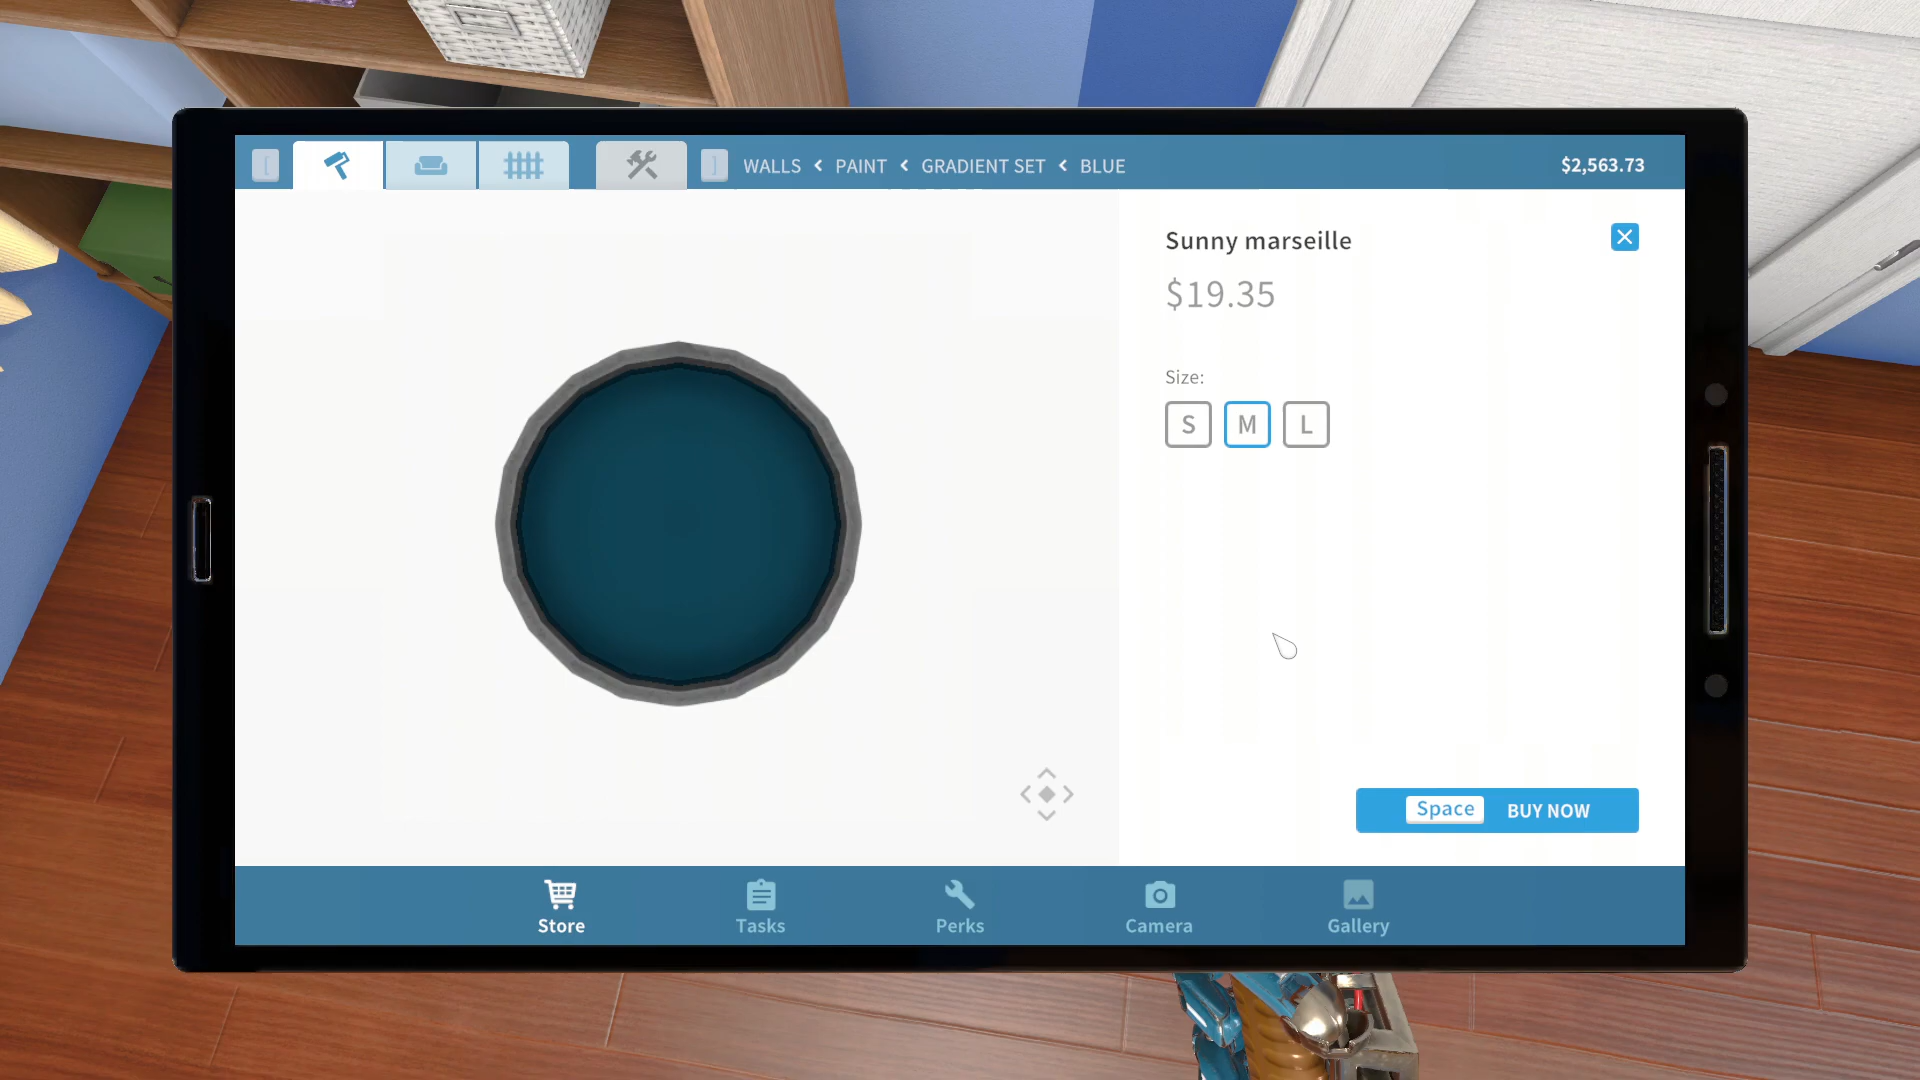 [
]
WALLS < PAINT < GRADIENT SET < BLUE
$2,563.73
Sunny marseille
$19.35
Size:
S M L
Space BUY NOW
Store Tasks Perks Camera Gallery